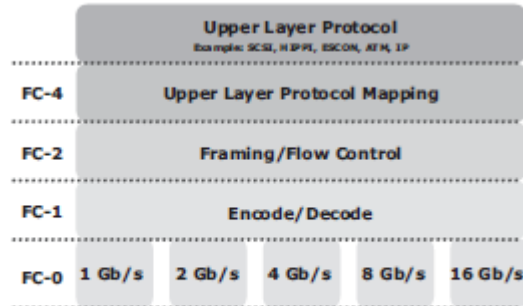 Upper Layer Protocol
Example: SCSI, HIPPI, ESCON, ATM, IP
FC-4 Upper Layer Protocol Mapping
FC-2 Framing/Flow Control
FC-1 Encode/Decode
FC-0 1 Gb/s 2 Gb/s 4 Gb/s 8 Gb/s 16 Gb/s